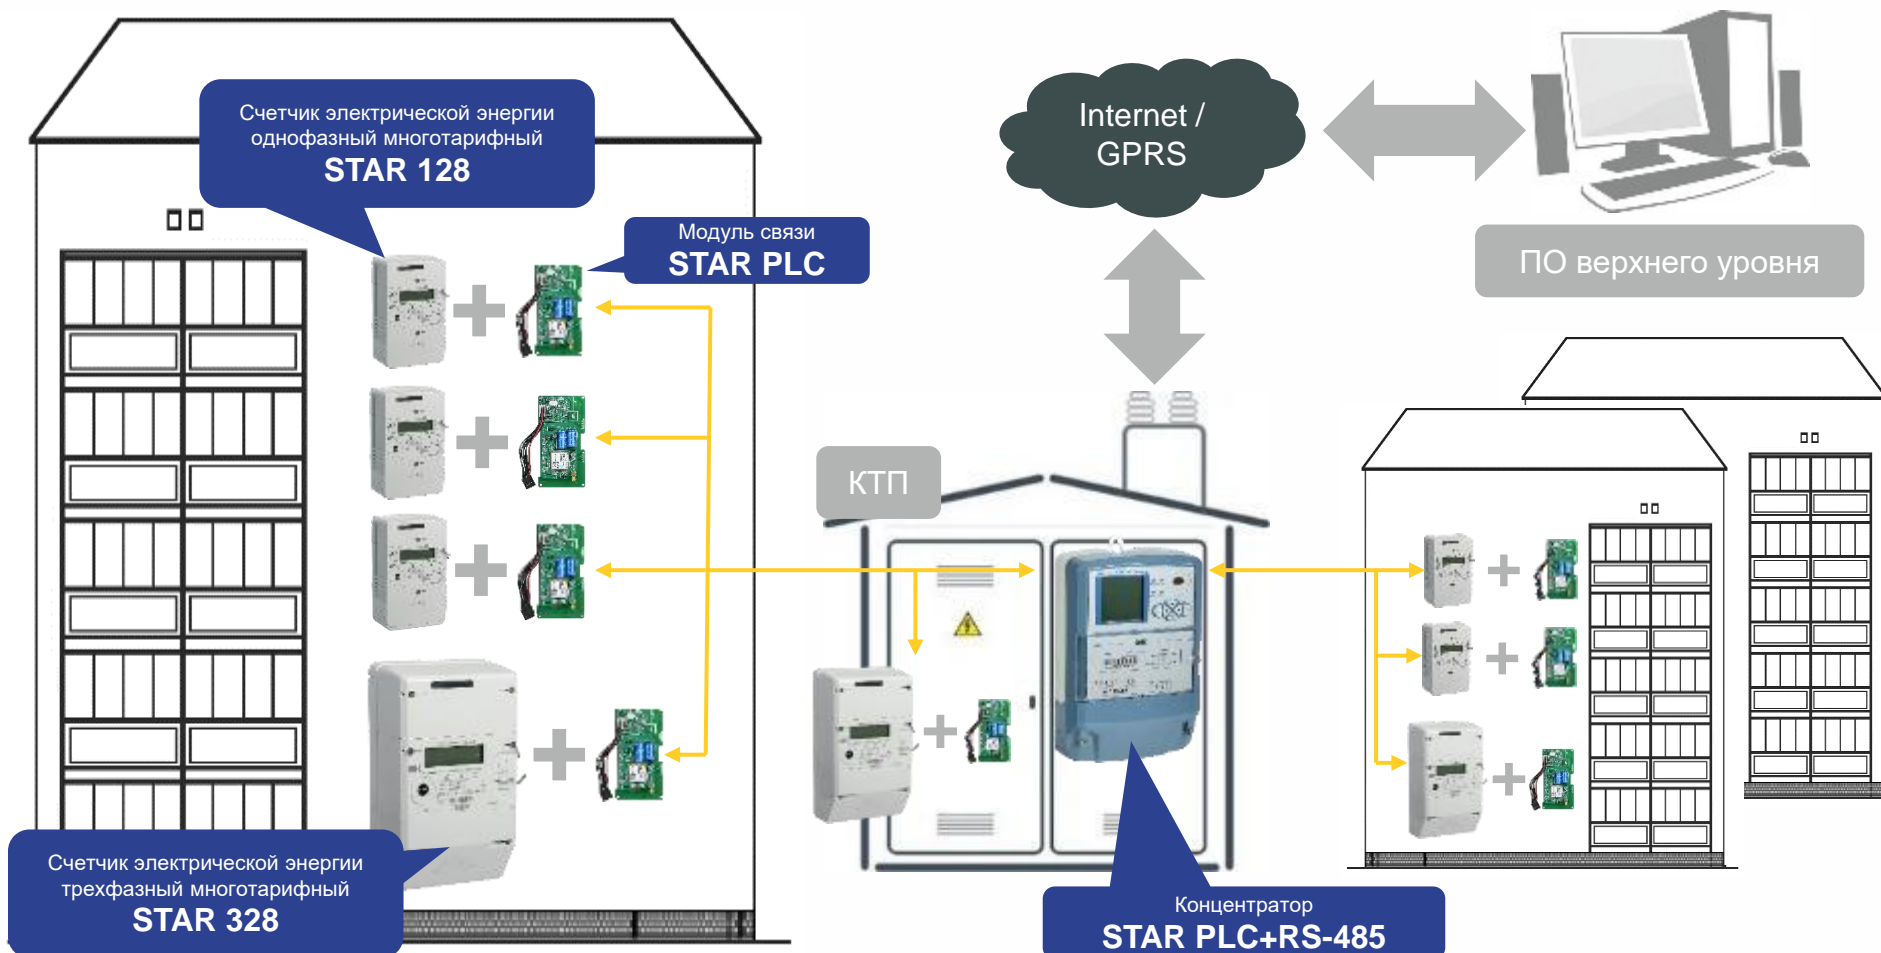 Счетчик электрической энергии
однофазный многотарифный
STAR 128
Модуль связи
STAR PLC
Internet /
GPRS
ПО верхнего уровня
КТП
Счетчик электрической энергии
трехфазный многотарифный
STAR 328
Концентратор
STAR PLC+RS-485